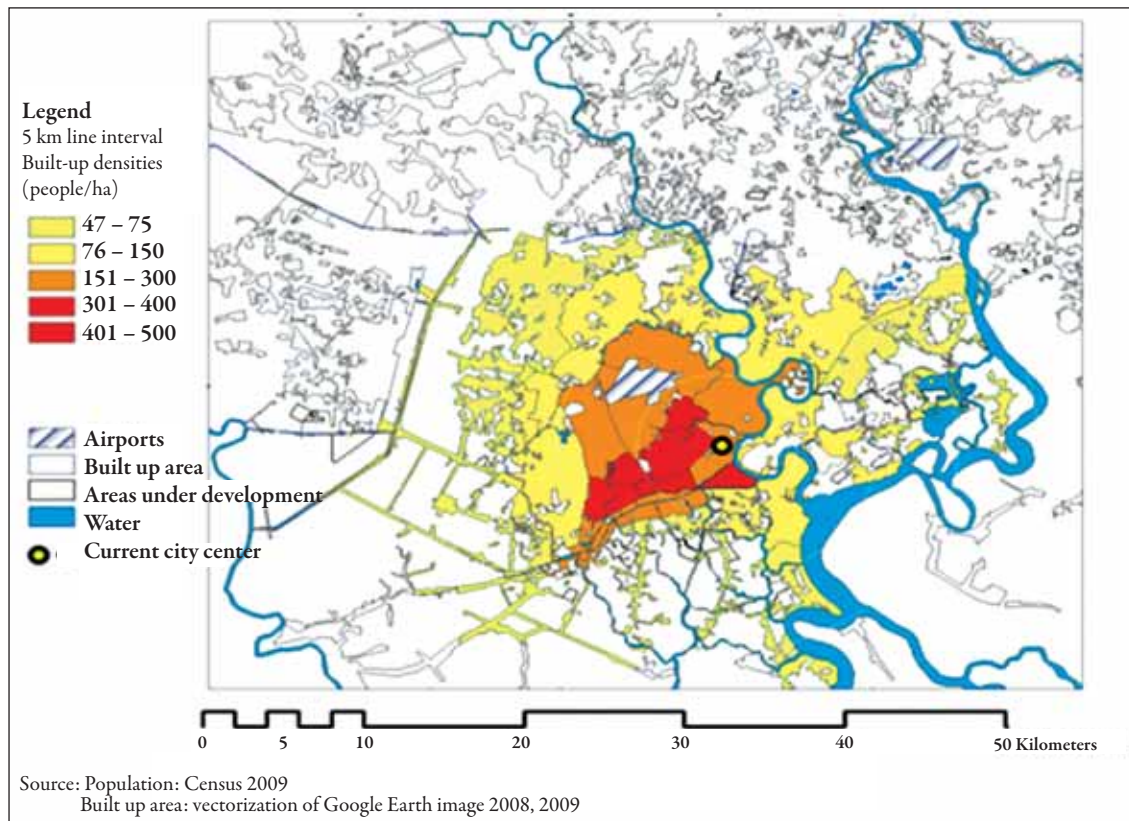 Legend
5 km line interval
Built-up densities
(people/ha)
47 – 75
76 – 150
151 – 300
301 – 400
401 – 500
Airports
Built up area
Areas under development
Water
Current city center
0 5 10 20 30 40 50 Kilometers
Source: Population: Census 2009
Built up area: vectorization of Google Earth image 2008, 2009